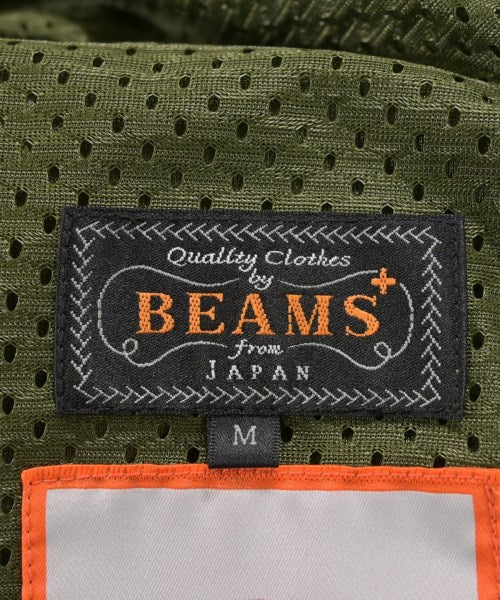 Quality Clothes
by
BEAMS+
from
JAPAN
M